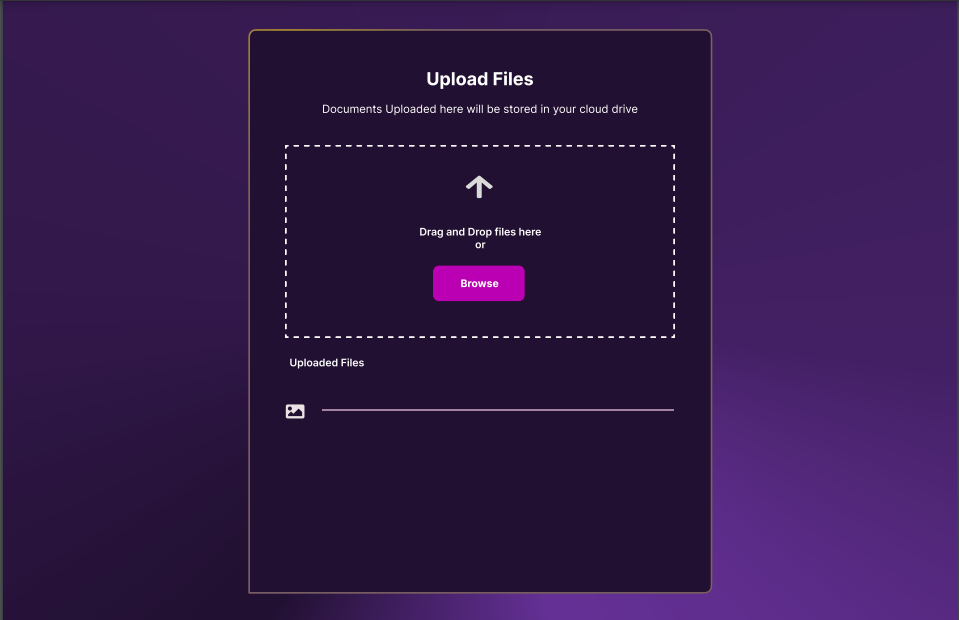 Upload Files
Documents Uploaded here will be stored in your cloud drive
Drag and Drop files here
or
Browse
Uploaded Files